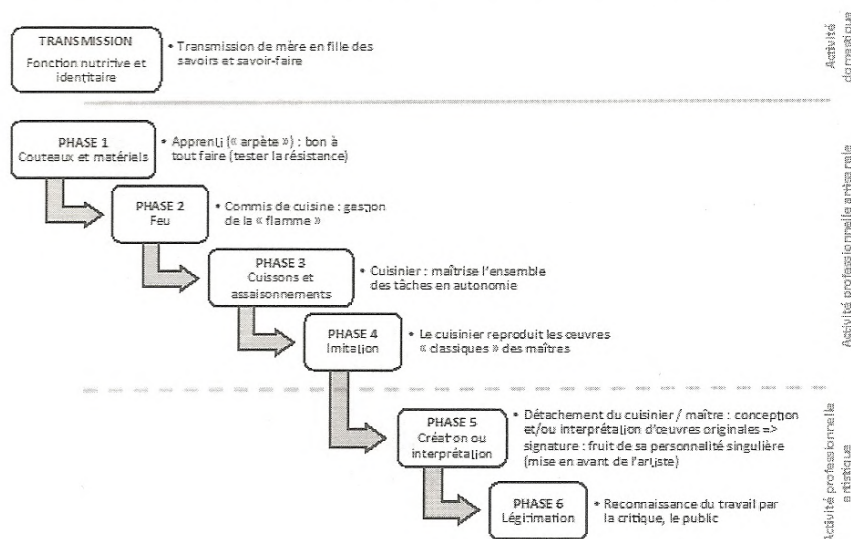 TRANSMISSION
Fonction nutritive et
identitaire
• Transmission de mère en fille des
savoirs et savoir-faire
Activité
domestique
PHASE 1
Couteaux et matériels
• Apprenti (« arpète ») : bon à
tout faire (tester la résistance)
PHASE 2
Feu
• Commis de cuisine : gestion
de la « flamme »
PHASE 3
Cuissons et
assaisonnements
• Cuisinier : maîtrise l'ensemble
des tâches en autonomie
PHASE 4
Imitation
• Le cuisinier reproduit les œuvres
« classiques » des maîtres
Activité professionnelle artisanale
PHASE 5
Création ou
interprétation
• Détachement du cuisinier / maître : conception
et/ou interprétation d'œuvres originales =>
signature : fruit de sa personnalité singulière
(mise en avant de l'artiste)
PHASE 6
Légitimation
• Reconnaissance du travail par
la critique, le public
Activité professionnelle
artistique